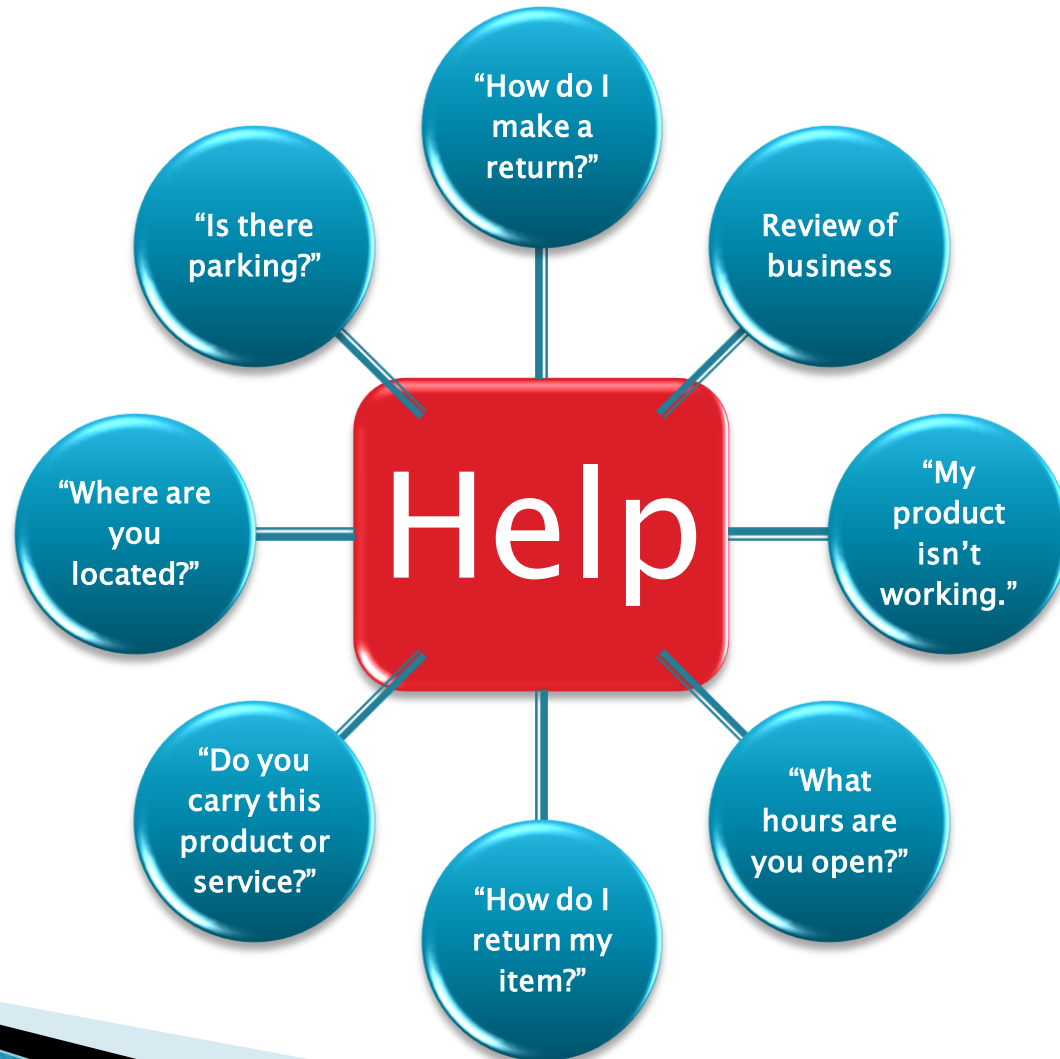 “How do I
make a
return?”
Review of
business
“My
product
isn’t
working.”
“What
hours are
you open?”
“How do I
return my
item?”
“Do you
carry this
product or
service?”
“Where are
you
located?”
“Is there
parking?”
Help